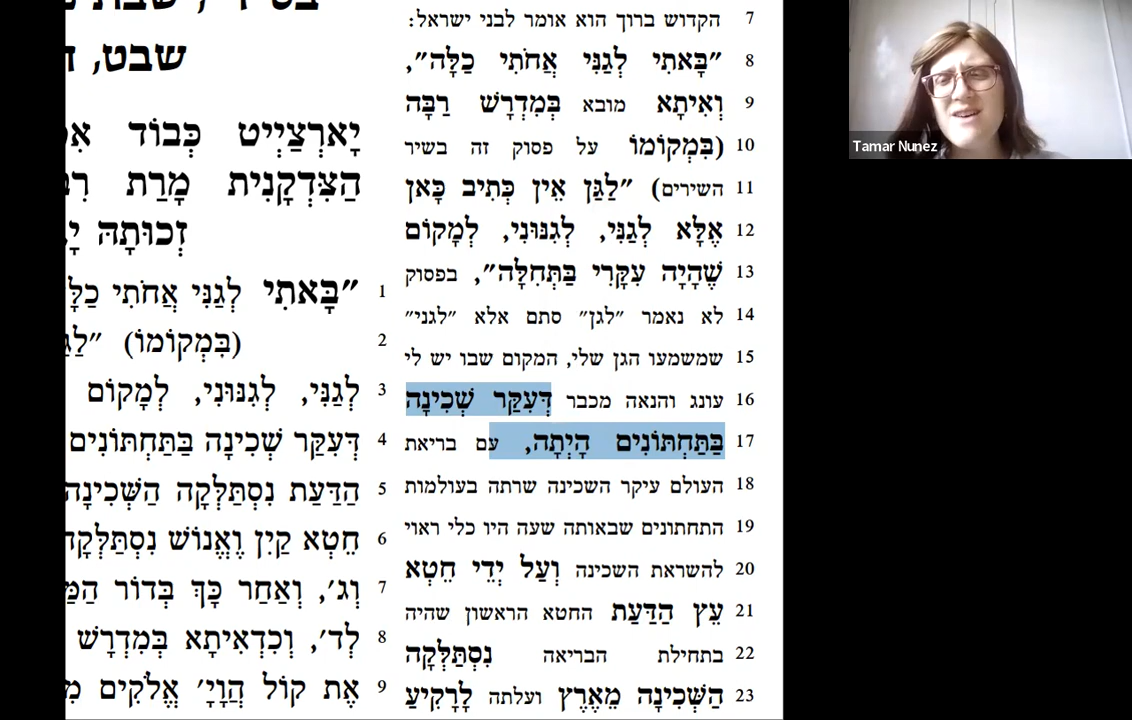 הקדוש ברוך הוא אומר לבני ישראל: 7
״בָּאתִי לְגַנִּי אֲחֹתִי כַלָּה״, 8
וְאִיתָא מובא בְּמִדְרָשׁ רַבָּה 9
(בִּמְקוֹמוֹ על פסוק זה בשיר 10
השירים) ״לַגַּן אֵין כְּתִיב כָּאן 11
אֶלָּא לְגַנִּי, לְגִנּוּנִי, לְמָקוֹם 12
שֶׁהָיָה עִקָּרִי בַּתְּחִלָּה״, בפסוק 13
לא נאמר ״לגן״ סתם אלא ״לגני״ 14
שמשמעו הגן שלי, המקום שבו יש לי 15
עונג והנאה מכבר דְּעִקַּר שְׁכִינָה 16
בַּתַּחְתּוֹנִים הָיְתָה, עם בריאת 17
העולם עיקר השכינה שרתה בעולמות 18
התחתונים שבאותה שעה היו כלי ראוי 19
להשראת השכינה וְעַל יְדֵי חֵטְא 20
עֵץ הַדַּעַת החטא הראשון שהיה 21
בתחילת הבריאה נִסְתַּלְּקָה 22
הַשְּׁכִינָה מֵאֶרֶץ ועלתה לָרָקִיעַ 23
שבט,
יָארְצַיְיט כְּבוֹד
הַצִּדְקָנִית מָרַת
זְכוּתָהּ
״בָּאתִי לְגַנִּי אֲחֹתִי 1
(בִּמְקוֹמוֹ) 2
לְגַנִּי, לְגִנּוּנִי, לְמָקוֹם 3
דְּעִקַּר שְׁכִינָה בַּתַּחְתּוֹנִים 4
הַדַּעַת נִסְתַּלְּקָה הַשְּׁכִינָה 5
חֵטְא קַיִן וֶאֱנוֹשׁ 6
וְג׳, וְאַחַר כָּךְ בְּדוֹר 7
לְד׳, וְכִדְאִיתָא בְּמִדְרָשׁ 8
אֶת קוֹל הֲוָיָ׳ אֱלֹקִים 9
Tamar Nunez